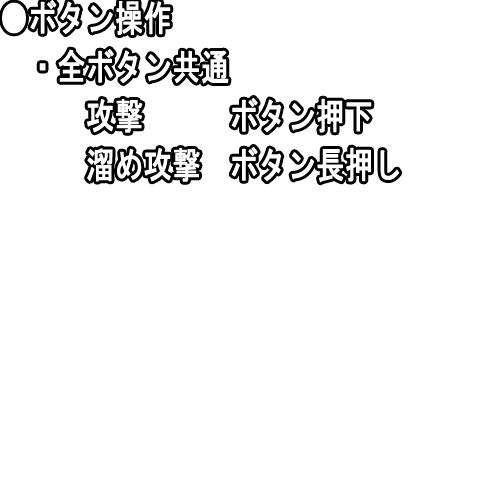 ●ボタン操作
・全ボタン共通
攻撃　　　ボタン押下
溜め攻撃　ボタン長押し